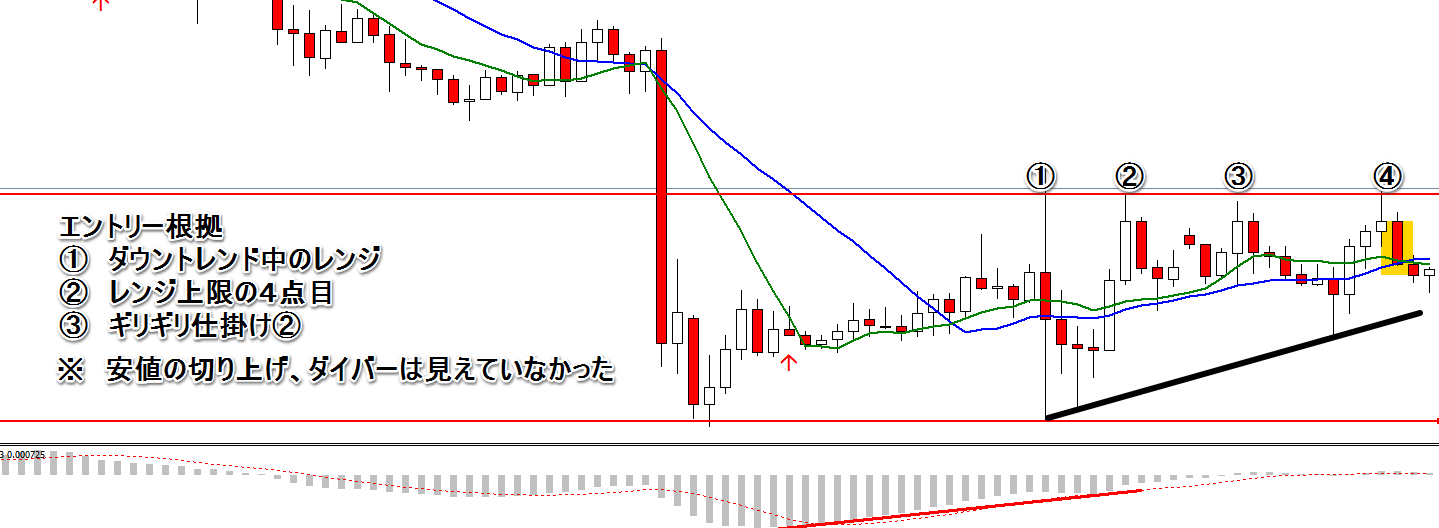 ① ② ③ ④
エントリー根拠
① ダウントレンド中のレンジ
② レンジ上限の4点目
③ ギリギリ仕掛け②
※ 安値の切り上げ、ダイバーは見えていなかった
3 0.000725